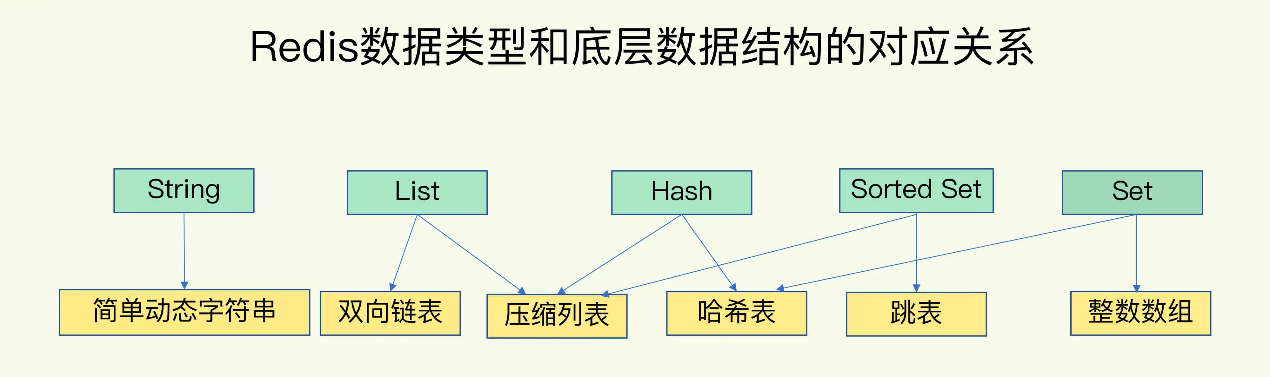 Redis数据类型和底层数据结构的对应关系
String
List
Hash
Sorted Set
Set
简单动态字符串
双向链表
压缩列表
哈希表
跳表
整数数组